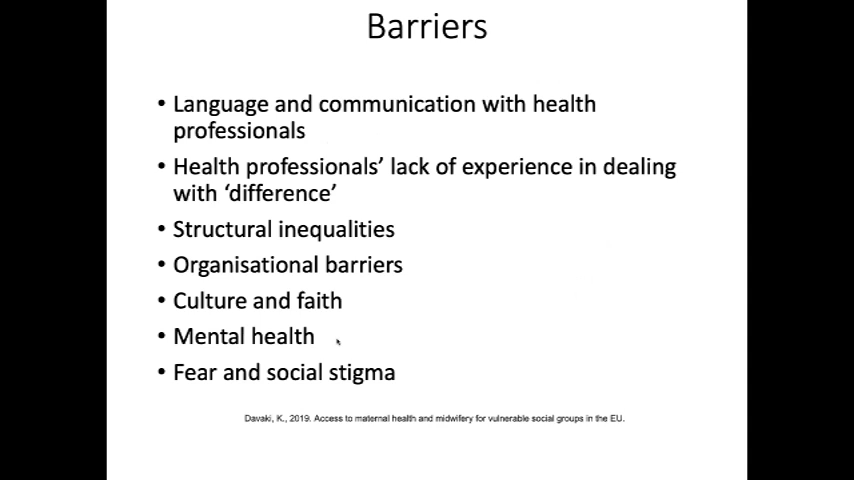 Barriers
• Language and communication with health
professionals
• Health professionals’ lack of experience in dealing
with ‘difference’
• Structural inequalities
• Organisational barriers
• Culture and faith
• Mental health
• Fear and social stigma
Davaki, K., 2019. Access to maternal health and midwifery for vulnerable social groups in the EU.